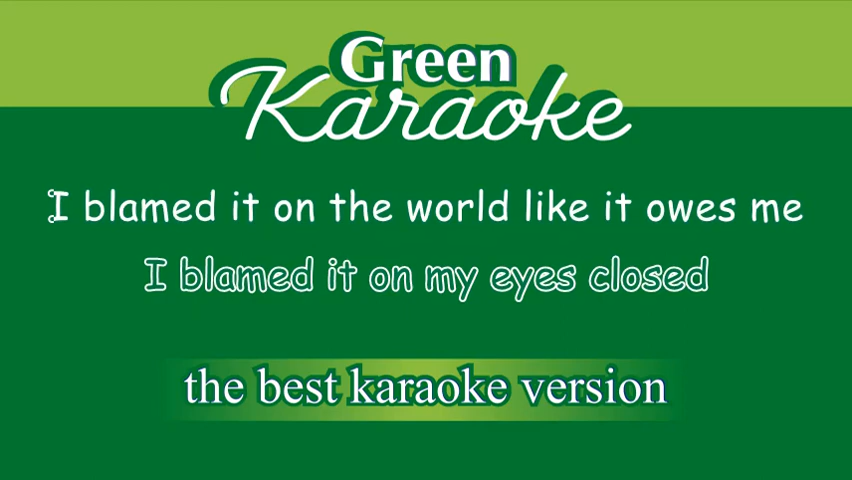 Green
Karaoke
I blamed it on the world like it owes me
I blamed it on my eyes closed
the best karaoke version